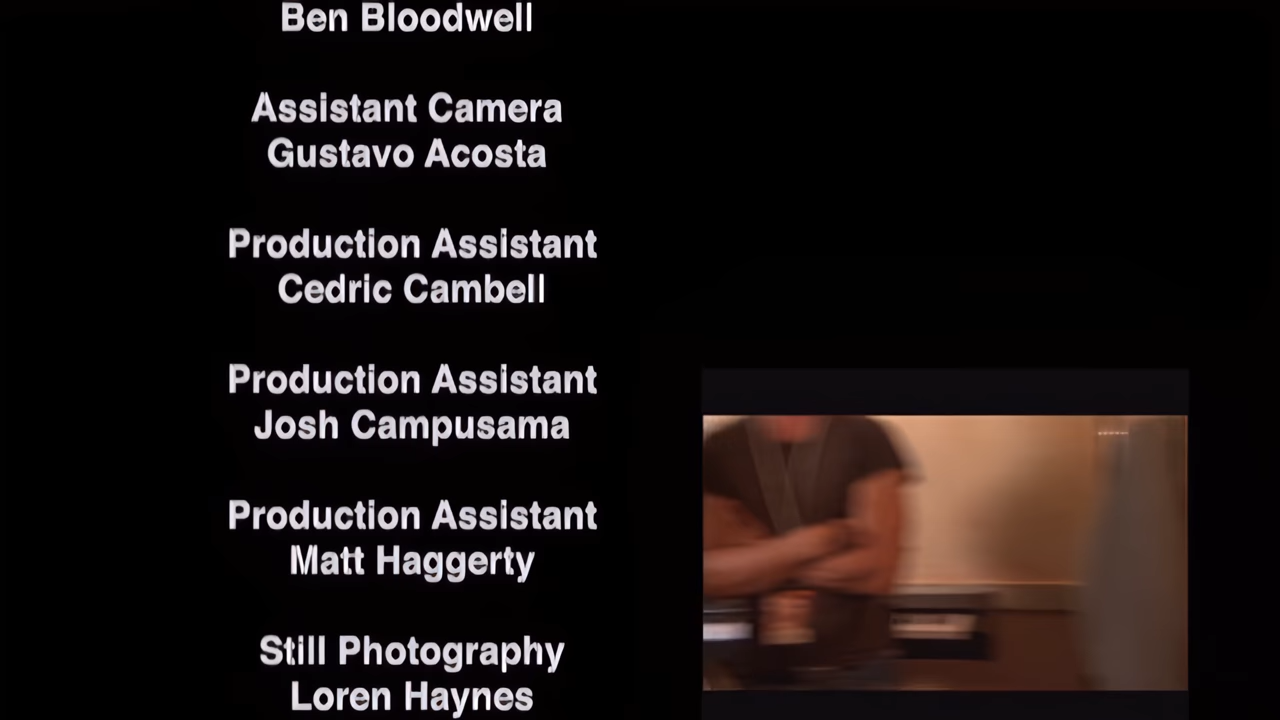 Ben Bloodwell
Assistant Camera
Gustavo Acosta
Production Assistant
Cedric Cambell
Production Assistant
Josh Campusama
Production Assistant
Matt Haggerty
Still Photography
Loren Haynes